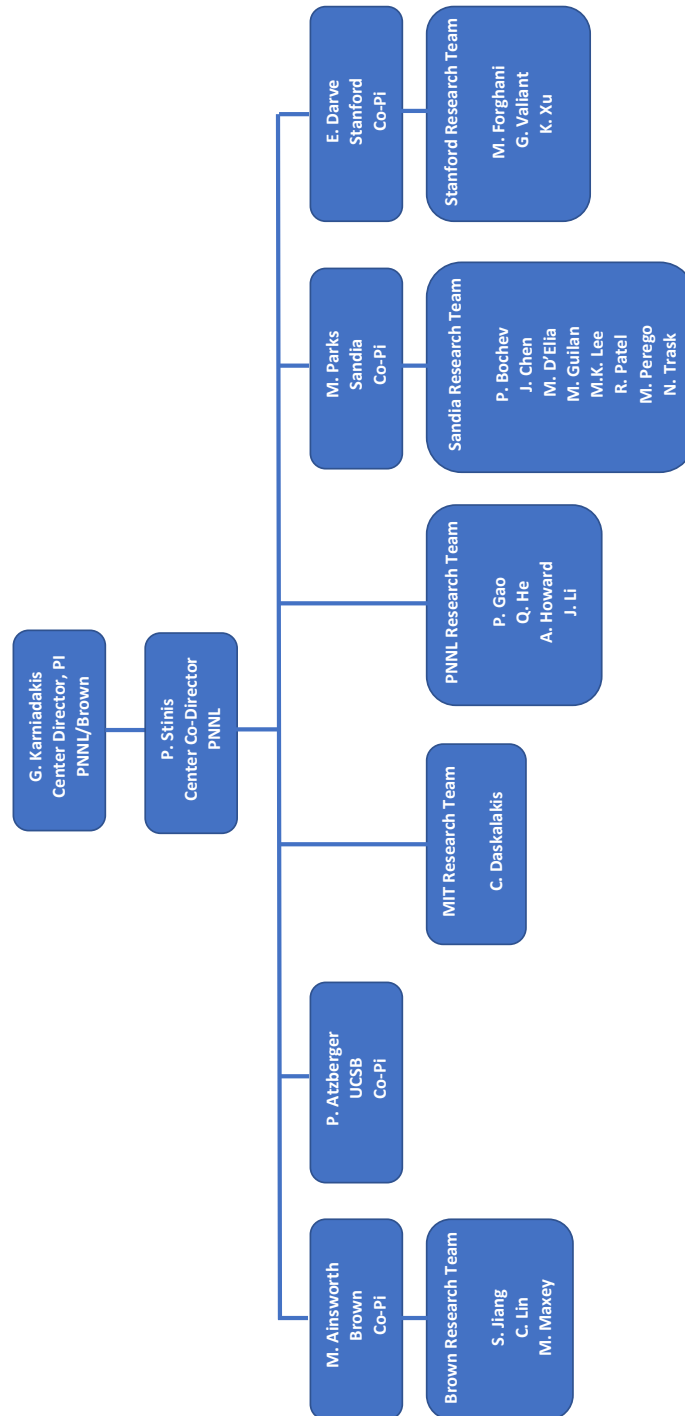 G. Karniadakis
Center Director, PI
PNNL/Brown
P. Stinis
Center Co-Director
PNNL
M. Ainsworth
Brown
Co-Pi
P. Atzberger
UCSB
Co-Pi
M. Parks
Sandia
Co-Pi
E. Darve
Stanford
Co-Pi
Brown Research Team
S. Jiang
C. Lin
M. Maxey
MIT Research Team
C. Daskalakis
PNNL Research Team
P. Gao
Q. He
A. Howard
J. Li
Sandia Research Team
P. Bochev
J. Chen
M. D'Elia
M. Guilan
M.K. Lee
R. Patel
M. Perego
N. Trask
Stanford Research Team
M. Forghani
G. Valiant
K. Xu